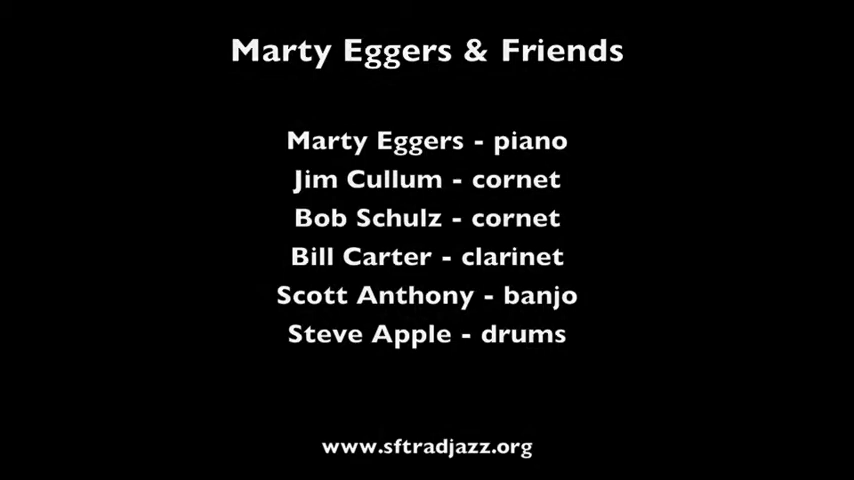 Marty Eggers & Friends
Marty Eggers - piano
Jim Cullum - cornet
Bob Schulz - cornet
Bill Carter - clarinet
Scott Anthony - banjo
Steve Apple - drums
www.sftradjazz.org